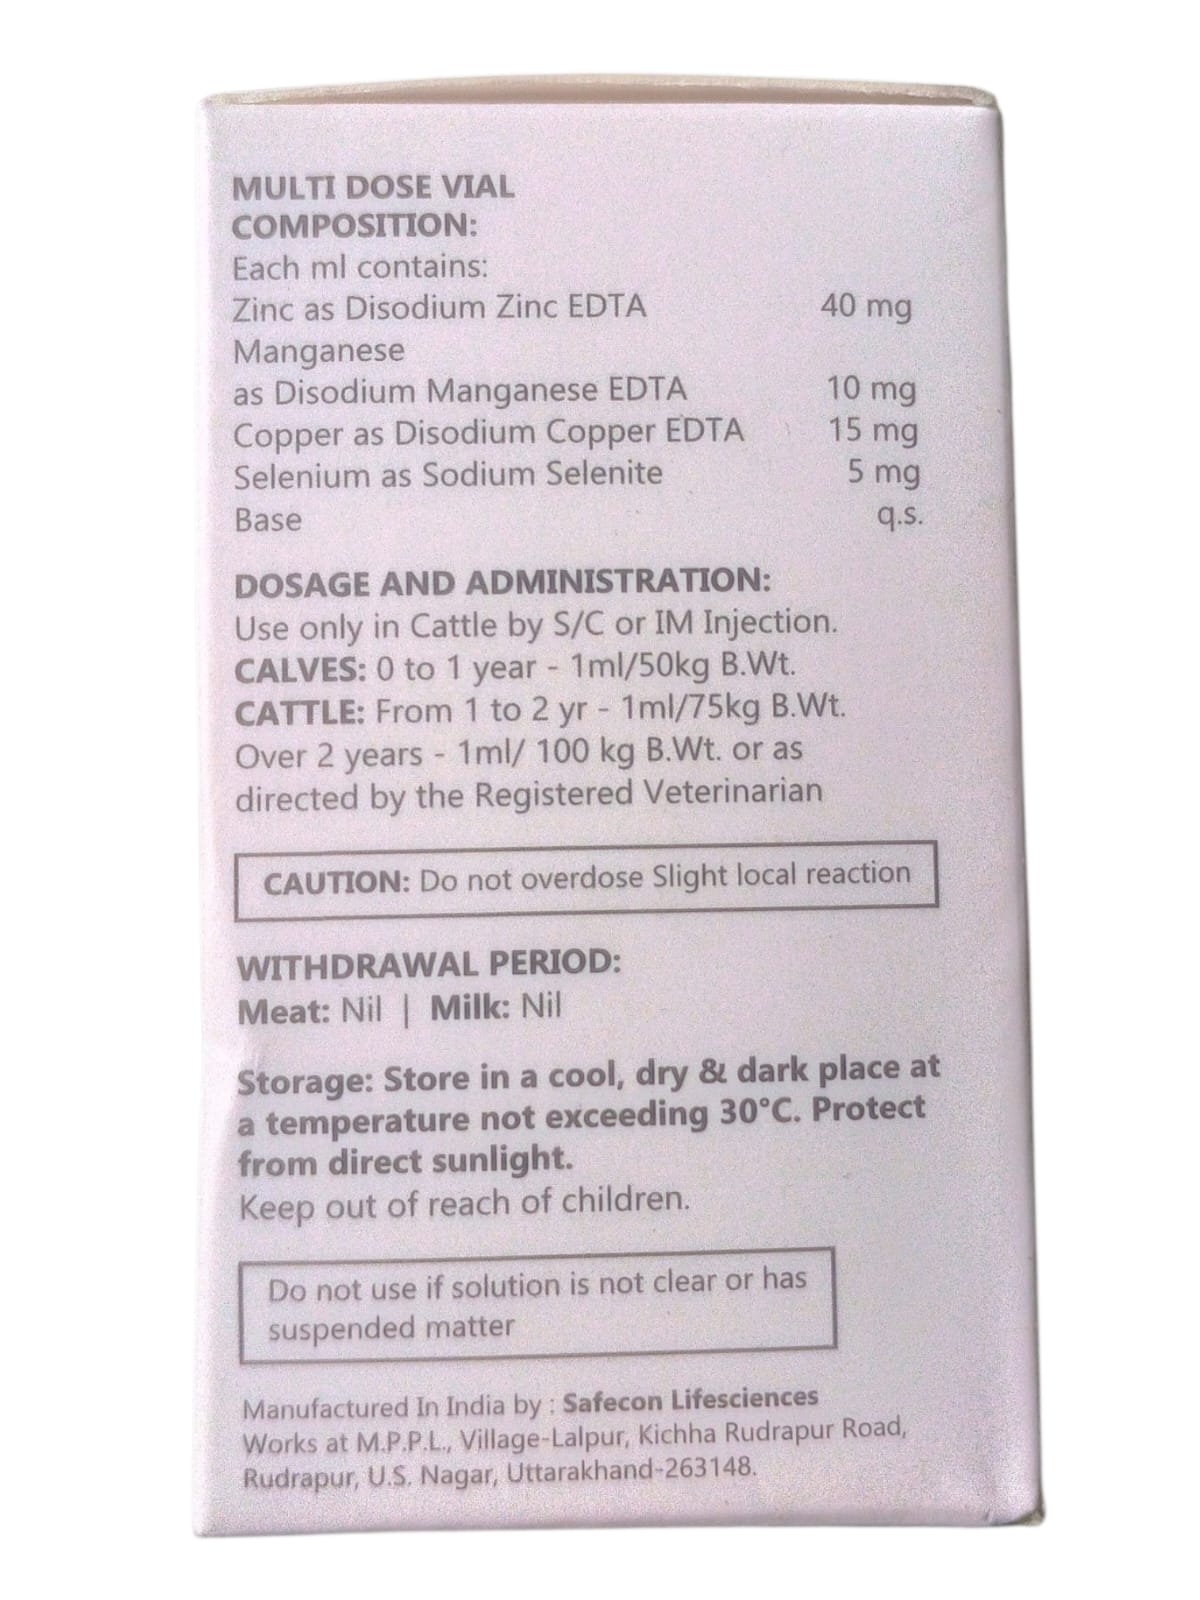 MULTI DOSE VIAL
COMPOSITION:
Each ml contains:
Zinc as Disodium Zinc EDTA 40 mg
Manganese
as Disodium Manganese EDTA 10 mg
Copper as Disodium Copper EDTA 15 mg
Selenium as Sodium Selenite 5 mg
Base q.s.
DOSAGE AND ADMINISTRATION:
Use only in Cattle by S/C or IM Injection.
CALVES: 0 to 1 year - 1ml/50kg B.Wt.
CATTLE: From 1 to 2 yr - 1ml/75kg B.Wt.
Over 2 years - 1ml/ 100 kg B.Wt. or as
directed by the Registered Veterinarian
CAUTION: Do not overdose Slight local reaction
WITHDRAWAL PERIOD:
Meat: Nil | Milk: Nil
Storage: Store in a cool, dry & dark place at
a temperature not exceeding 30°C. Protect
from direct sunlight.
Keep out of reach of children.
Do not use if solution is not clear or has
suspended matter
Manufactured In India by : Safecon Lifesciences
Works at M.P.P.L., Village-Lalpur, Kichha Rudrapur Road,
Rudrapur, U.S. Nagar, Uttarakhand-263148.